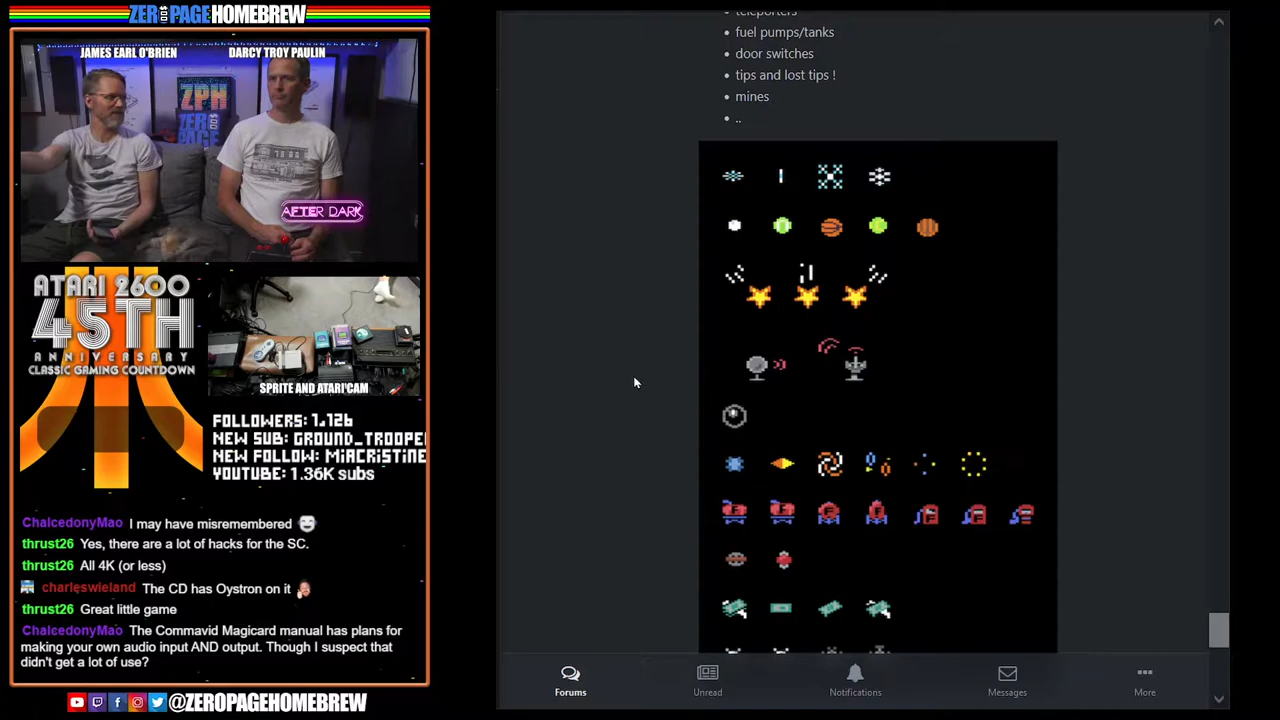 ZEROPAGE HOMEBREW
JAMES EARL O'BRIEN
DARCY TROY PAULIN
ZPH
ZERO
PAGE
AFTER DARK
ATARI 2600
45TH
ANNIVERSARY
CLASSIC GAMING COUNTDOWN
SPRITE AND ATARI CAM
FOLLOWERS: 1,126
NEW SUB: GROUND_TROOPER
NEW FOLLOW: MIACRISTINE
YOUTUBE: 1.36K subs
ChalcedonyMao I may have misremembered
thrust26 Yes, there are a lot of hacks for the SC.
thrust26 All 4K (or less)
charleswieland The CD has Oystron on it
thrust26 Great little game
ChalcedonyMao The Commavid Magicard manual has plans for
making your own audio input AND output. Though I suspect that
didn't get a lot of use?
@ZEROPAGEHOMEBREW
teleporters
fuel pumps/tanks
door switches
tips and lost tips !
mines
..
Forums
Unread
Notifications
Messages
More